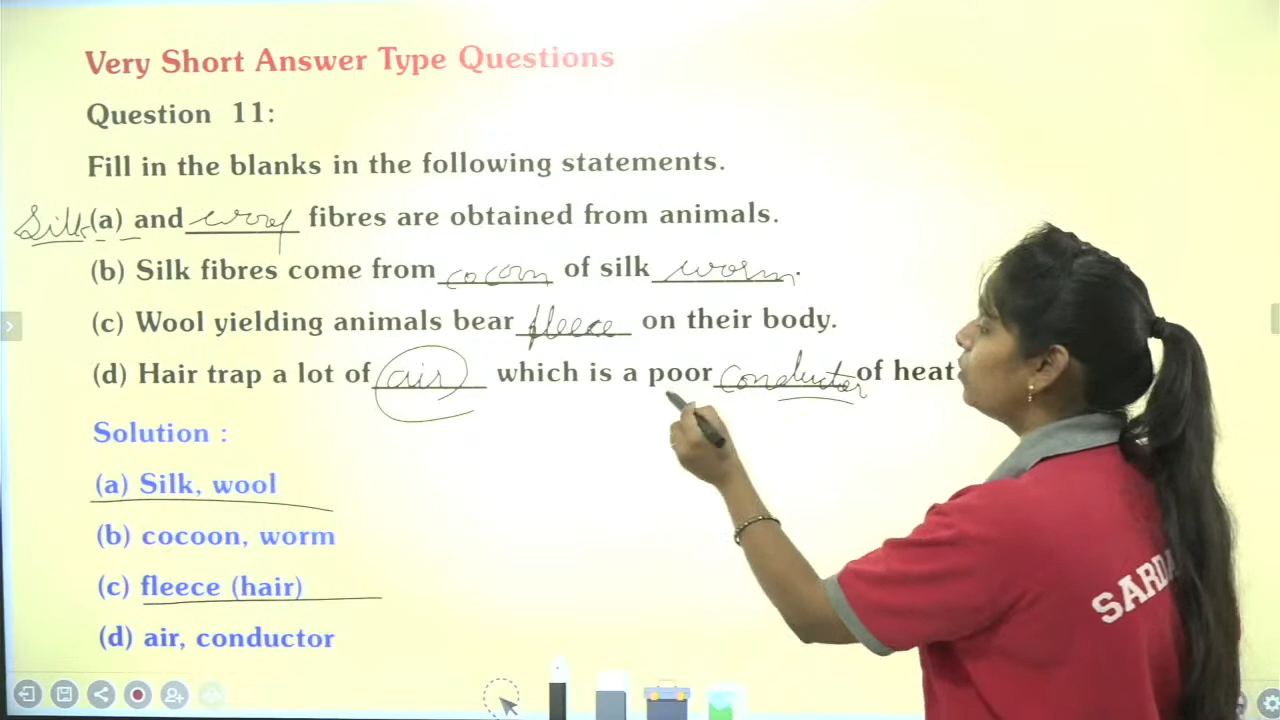 Very Short Answer Type Questions
Question 11:
Fill in the blanks in the following statements.
Silk (a) and wool fibres are obtained from animals.
(b) Silk fibres come from cocoon of silk worm.
(c) Wool yielding animals bear fleece on their body.
(d) Hair trap a lot of air which is a poor conductor of heat
Solution :
(a) Silk, wool
(b) cocoon, worm
(c) fleece (hair)
(d) air, conductor
SARDA